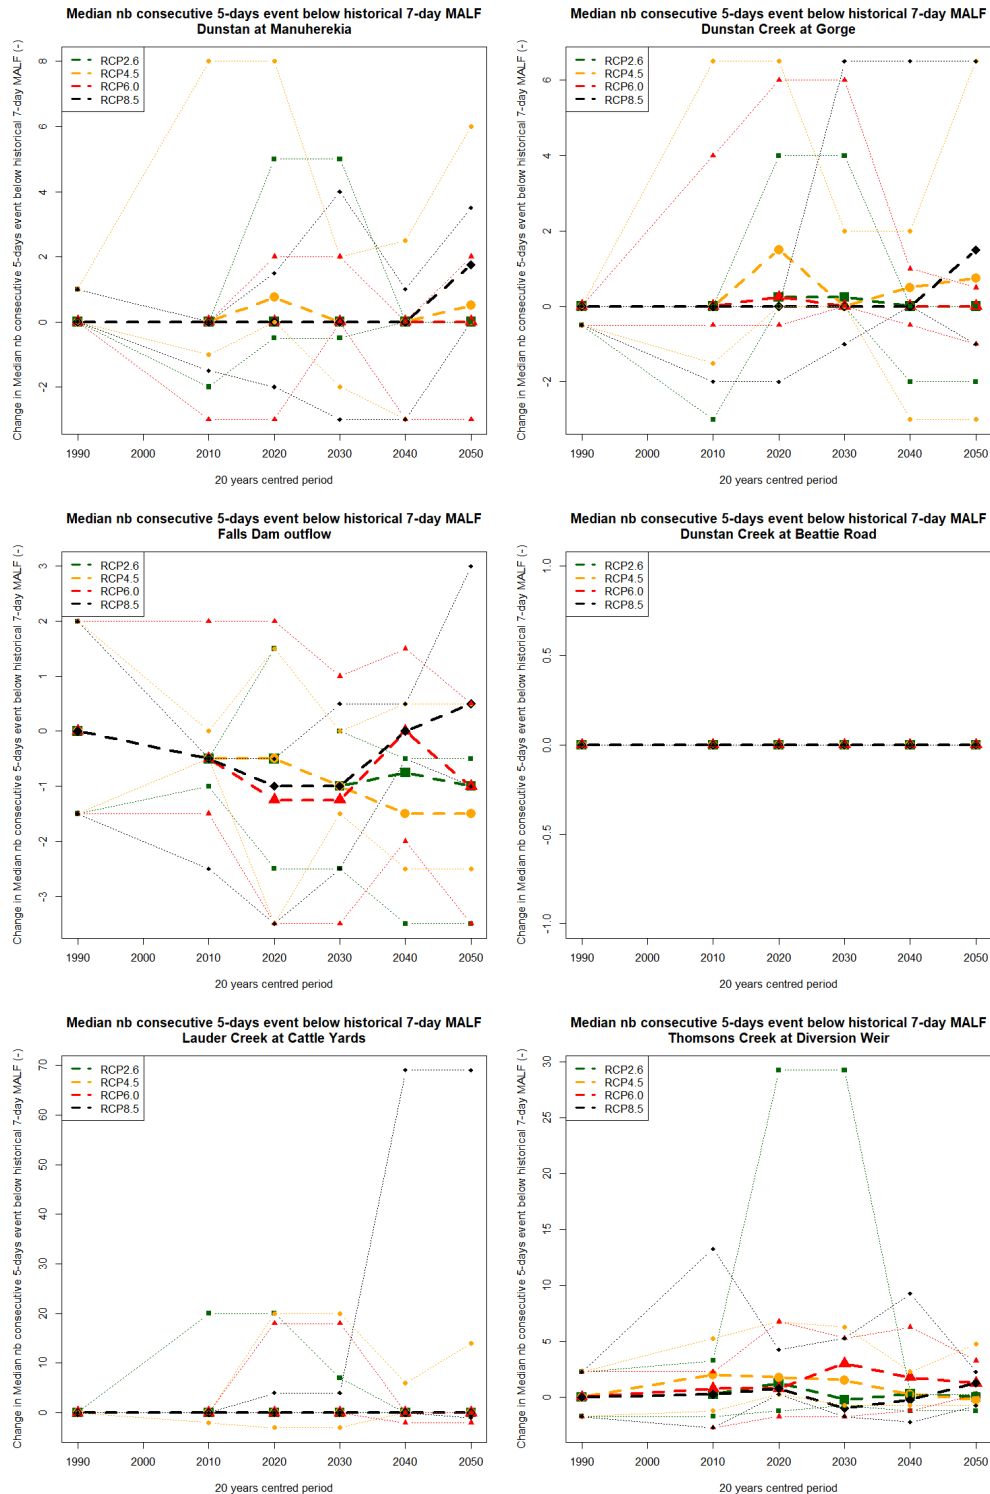 Median nb consecutive 5-days event below historical 7-day MALF
Dunstan at Manuherekia
Change in Median nb consecutive 5-days event below historical 7-day MALF (-)
8
6
4
2
0
-2
RCP2.6
RCP4.5
RCP6.0
RCP8.5
1990 2000 2010 2020 2030 2040 2050
20 years centred period
Median nb consecutive 5-days event below historical 7-day MALF
Dunstan Creek at Gorge
Change in Median nb consecutive 5-days event below historical 7-day MALF (-)
6
4
2
0
-2
RCP2.6
RCP4.5
RCP6.0
RCP8.5
1990 2000 2010 2020 2030 2040 2050
20 years centred period
Median nb consecutive 5-days event below historical 7-day MALF
Falls Dam outflow
Change in Median nb consecutive 5-days event below historical 7-day MALF (-)
3
2
1
0
-1
-2
-3
RCP2.6
RCP4.5
RCP6.0
RCP8.5
1990 2000 2010 2020 2030 2040 2050
20 years centred period
Median nb consecutive 5-days event below historical 7-day MALF
Dunstan Creek at Beattie Road
Change in Median nb consecutive 5-days event below historical 7-day MALF (-)
1.0
0.5
0.0
-0.5
-1.0
RCP2.6
RCP4.5
RCP6.0
RCP8.5
1990 2000 2010 2020 2030 2040 2050
20 years centred period
Median nb consecutive 5-days event below historical 7-day MALF
Lauder Creek at Cattle Yards
Change in Median nb consecutive 5-days event below historical 7-day MALF (-)
70
60
50
40
30
20
10
0
RCP2.6
RCP4.5
RCP6.0
RCP8.5
1990 2000 2010 2020 2030 2040 2050
20 years centred period
Median nb consecutive 5-days event below historical 7-day MALF
Thomsons Creek at Diversion Weir
Change in Median nb consecutive 5-days event below historical 7-day MALF (-)
30
25
20
15
10
5
0
RCP2.6
RCP4.5
RCP6.0
RCP8.5
1990 2000 2010 2020 2030 2040 2050
20 years centred period